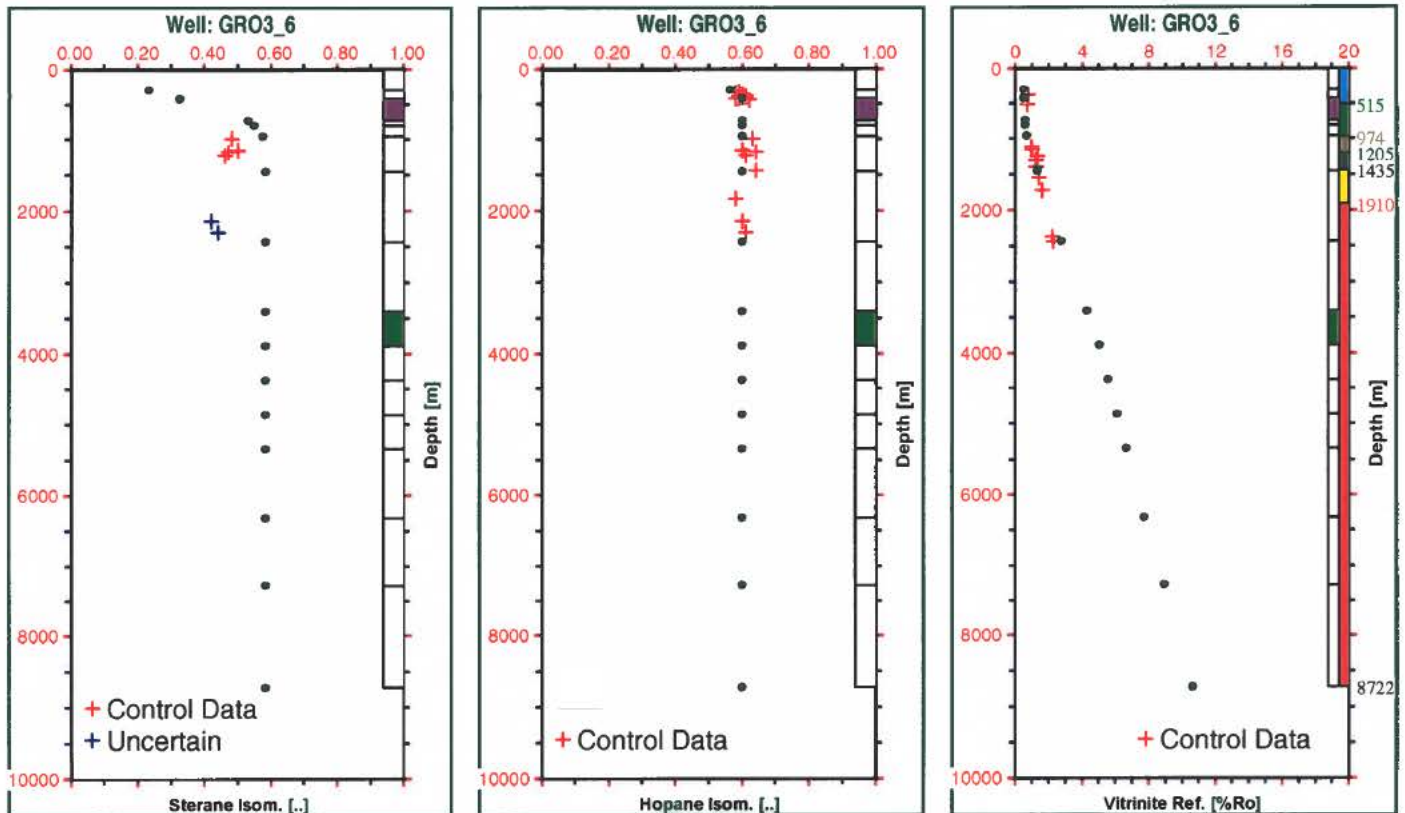 Well: GRO3_6
0.00 0.20 0.40 0.60 0.80 1.00
0
2000
4000
6000
8000
10000
Depth [m]
+ Control Data
+ Uncertain
Sterane Isom. [..]
Well: GRO3_6
0.00 0.20 0.40 0.60 0.80 1.00
0
2000
4000
6000
8000
10000
Depth [m]
+ Control Data
Hopane Isom. [..]
Well: GRO3_6
0 4 8 12 16 20
0
2000
4000
6000
8000
10000
515
974
1205
1435
1910
8722
Depth [m]
+ Control Data
Vitrinite Ref. [%Ro]